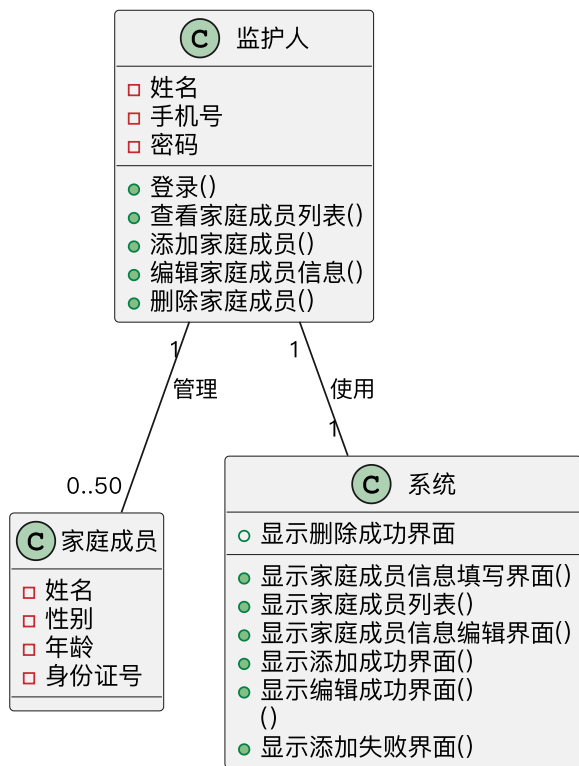 C 监护人
姓名
手机号
密码
登录()
查看家庭成员列表()
添加家庭成员()
编辑家庭成员信息()
删除家庭成员()
1
1
管理
使用
1
0..50
C 家庭成员
姓名
性别
年龄
身份证号
C 系统
显示删除成功界面
显示家庭成员信息填写界面()
显示家庭成员列表()
显示家庭成员信息编辑界面()
显示添加成功界面()
显示编辑成功界面()
()
显示添加失败界面()